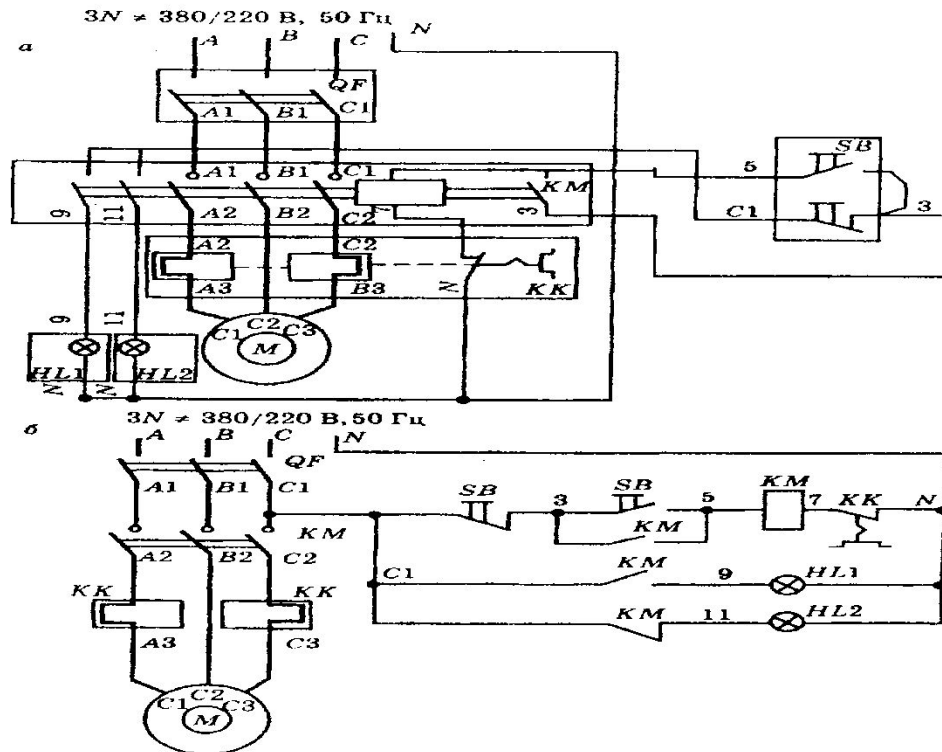 3N ≠ 380/220 В, 50 Гц
а
A B C N
QF
A1 B1 C1
A1 B1 C1
KM
SB
5
9 11 A2 B2 C2 7 3
C1 3
A2 C2
A3 B3 N KK
9 11
C1 C2 C3
M
HL1 HL2
N N
3N ≠ 380/220 В, 50 Гц
б
A B C N
QF
A1 B1 C1
SB 3 SB 5 KM 7 KK N
KM
KM
A2 B2 C2
C1 KM 9 HL1
KK KK
KM 11 HL2
A3 C3
C1 C2 C3
M